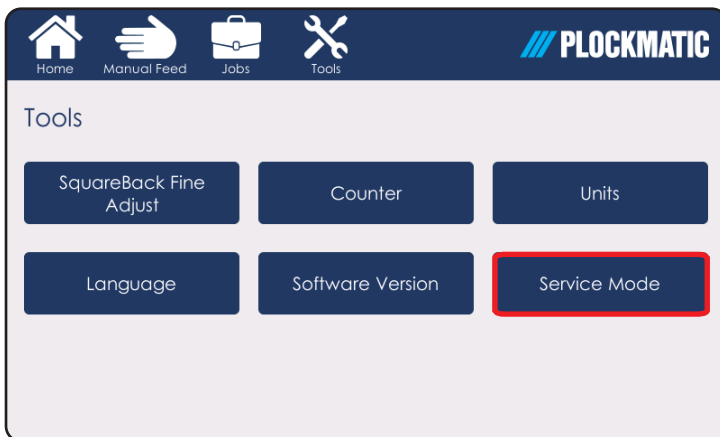 Home Manual Feed Jobs Tools PLOCKMATIC
Tools
SquareBack Fine
Adjust
Counter
Units
Language
Software Version
Service Mode